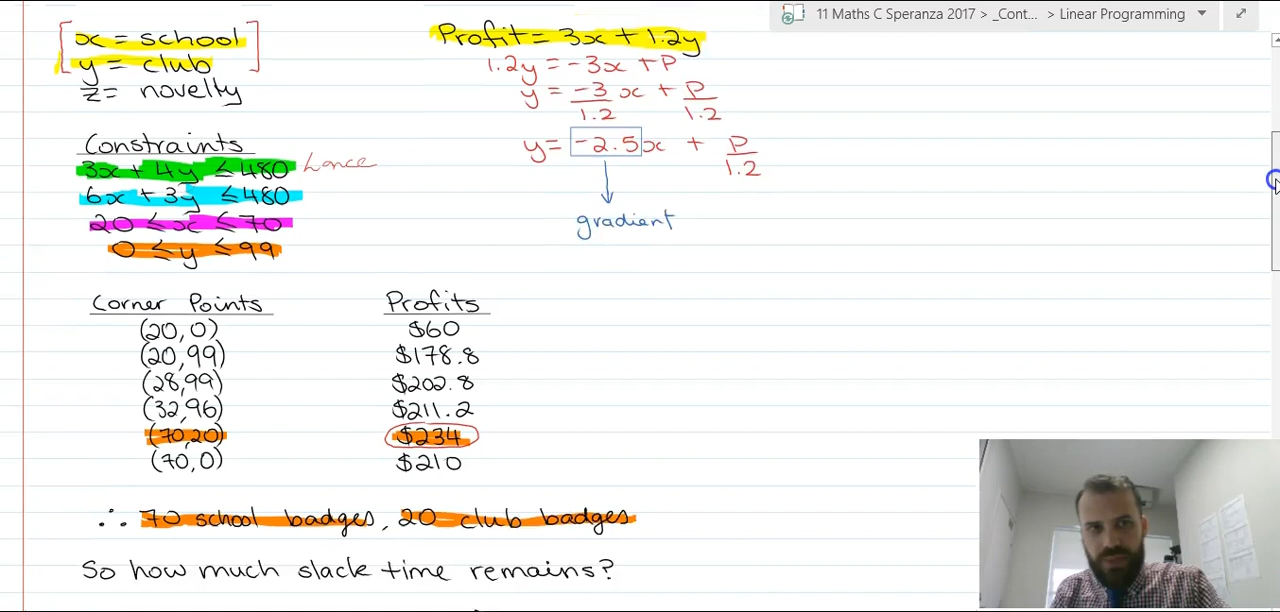 11 Maths C Speranza 2017 > _Cont... > Linear Programming
x = school
y = club
z = novelty
Profit = 3x + 1.2y
1.2y = -3x + P
y = -3/1.2 x + P/1.2
y = -2.5x + P/1.2
gradient
Constraints
3x + 4y ≤ 480
6x + 3y ≤ 480
20 ≤ x ≤ 70
0 ≤ y ≤ 99
Corner Points Profits
(20,0) $60
(20,99) $178.8
(28,99) $202.8
(32,96) $211.2
(70,20) $234
(70,0) $210
∴ 70 school badges, 20 club badges
So how much slack time remains?